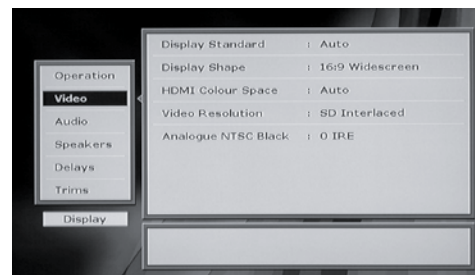 Operation
Video
Audio
Speakers
Delays
Trims
Display
Display Standard : Auto
Display Shape : 16:9 Widescreen
HDMI Colour Space : Auto
Video Resolution : SD Interlaced
Analogue NTSC Black : 0 IRE